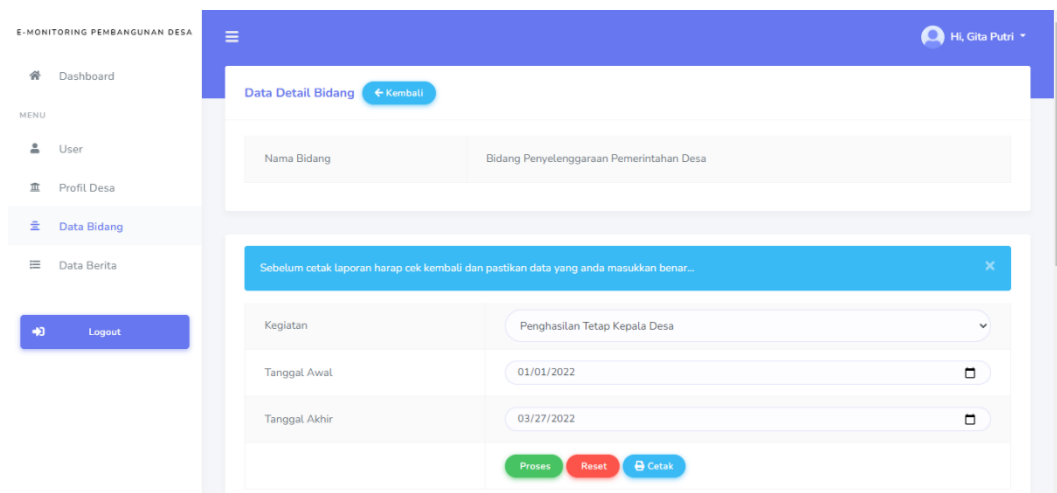 E-MONITORING PEMBANGUNAN DESA
Hi, Gita Putri
Dashboard
MENU
User
Profil Desa
Data Bidang
Data Berita
Logout
Data Detail Bidang
Kembali
Nama Bidang Bidang Penyelenggaraan Pemerintahan Desa
Sebelum cetak laporan harap cek kembali dan pastikan data yang anda masukkan benar...
Kegiatan Penghasilan Tetap Kepala Desa
Tanggal Awal 01/01/2022
Tanggal Akhir 03/27/2022
Proses Reset Cetak